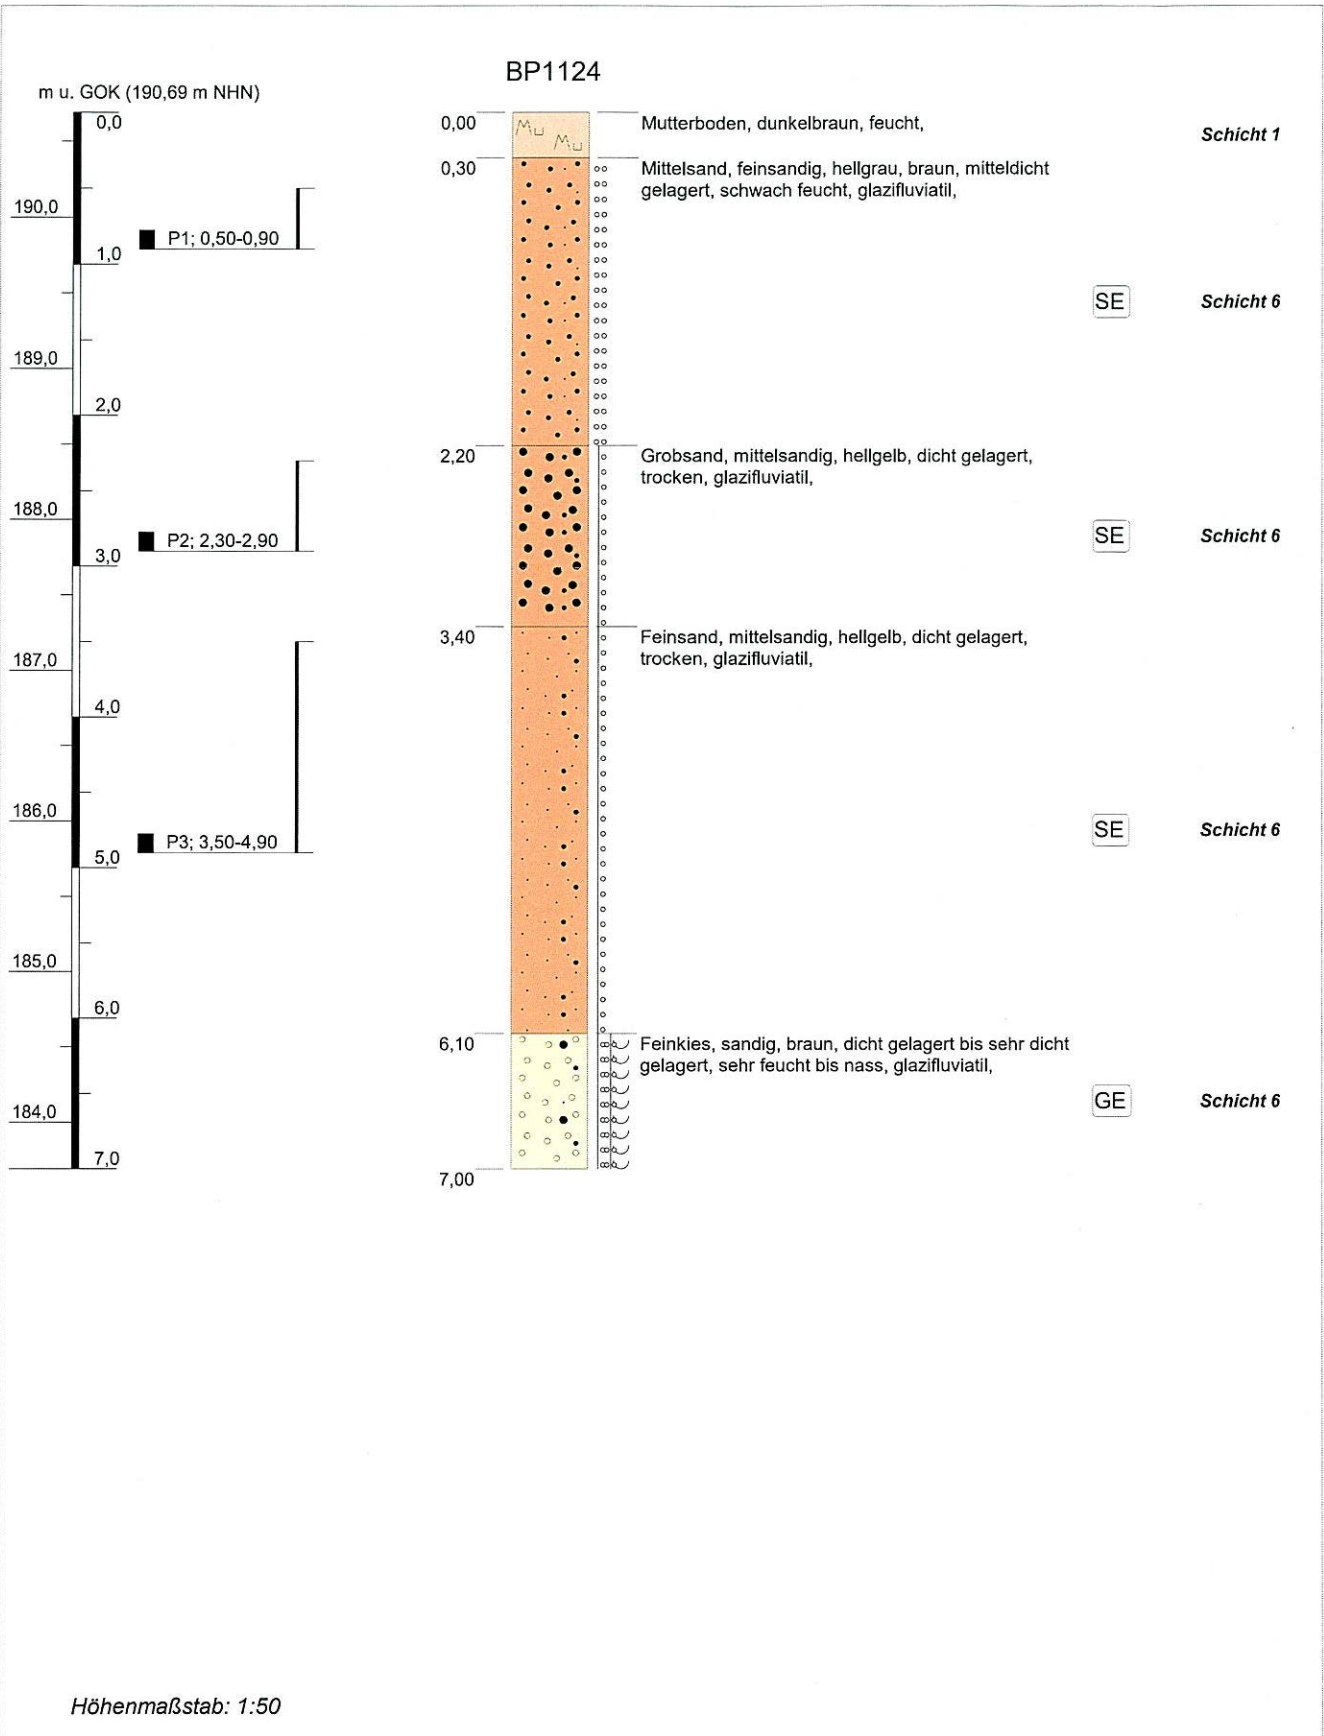 BP1124
m u. GOK (190,69 m NHN)
0,0
0,00
Mu
Mu
Mutterboden, dunkelbraun, feucht,
Schicht 1
0,30
Mittelsand, feinsandig, hellgrau, braun, mitteldicht
gelagert, schwach feucht, glazifluviatil,
190,0
P1; 0,50-0,90
1,0
SE
Schicht 6
189,0
2,0
2,20
Grobsand, mittelsandig, hellgelb, dicht gelagert,
trocken, glazifluviatil,
188,0
P2; 2,30-2,90
3,0
SE
Schicht 6
3,40
Feinsand, mittelsandig, hellgelb, dicht gelagert,
trocken, glazifluviatil,
187,0
4,0
186,0
P3; 3,50-4,90
5,0
SE
Schicht 6
185,0
6,0
6,10
Feinkies, sandig, braun, dicht gelagert bis sehr dicht
gelagert, sehr feucht bis nass, glazifluviatil,
184,0
GE
Schicht 6
7,0
7,00
Höhenmaßstab: 1:50